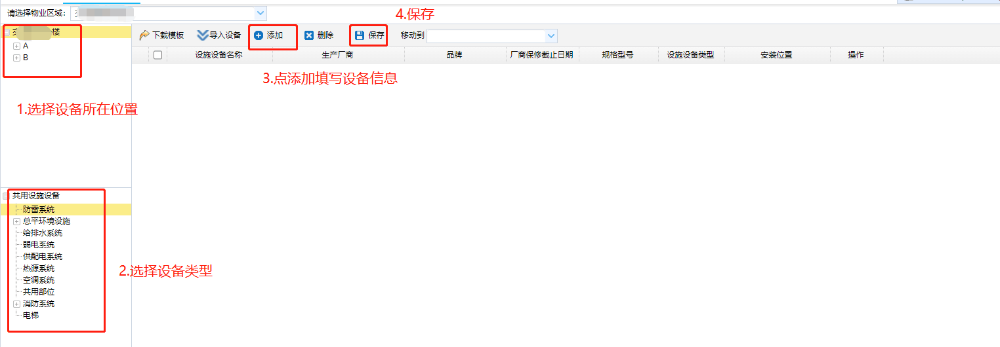 请选择物业区域:
4.保存
楼
A
B
下载模板 导入设备 添加 删除 保存 移动到
设施设备名称 生产厂商 品牌 厂商保修截止日期 规格型号 设施设备类型 安装位置 操作
3.点添加填写设备信息
1.选择设备所在位置
共用设施设备
防雷系统
总平环境设施
给排水系统
弱电系统
供配电系统
热源系统
空调系统
共用部位
消防系统
电梯
2.选择设备类型